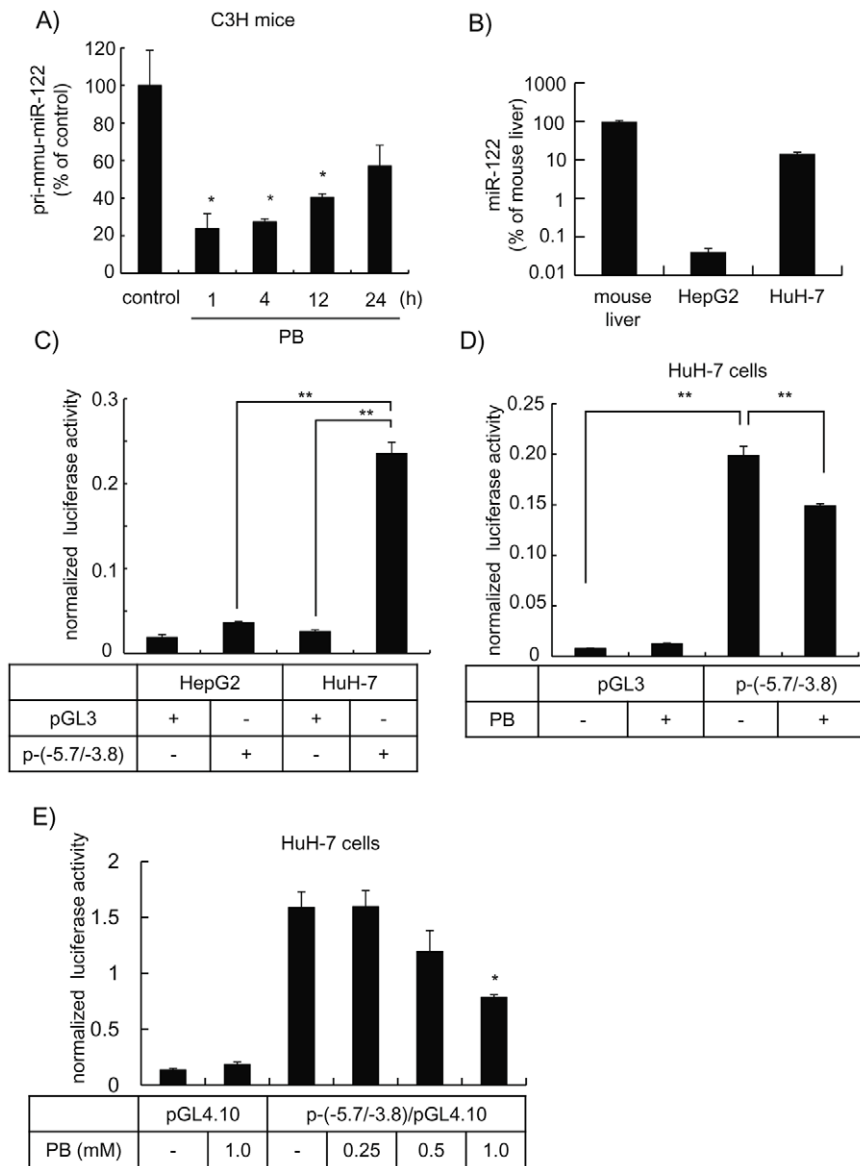 A)
C3H mice
pri-mmu-miR-122
(% of control)
120
100
80
60
40
20
0
* * *
control 1 4 12 24 (h)
PB
B)
miR-122
(% of mouse liver)
1000
100
10
1
0.1
0.01
mouse liver HepG2 HuH-7
C)
normalized luciferase activity
0.3
0.2
0.1
0
**
**
HepG2 HuH-7
pGL3 + - + -
p-(-5.7/-3.8) - + - +
D)
HuH-7 cells
normalized luciferase activity
0.25
0.20
0.15
0.10
0.05
0
** **
pGL3 p-(-5.7/-3.8)
PB - + - +
E)
HuH-7 cells
normalized luciferase activity
2
1.5
1
0.5
0
*
pGL4.10 p-(-5.7/-3.8)/pGL4.10
PB (mM) - 1.0 - 0.25 0.5 1.0